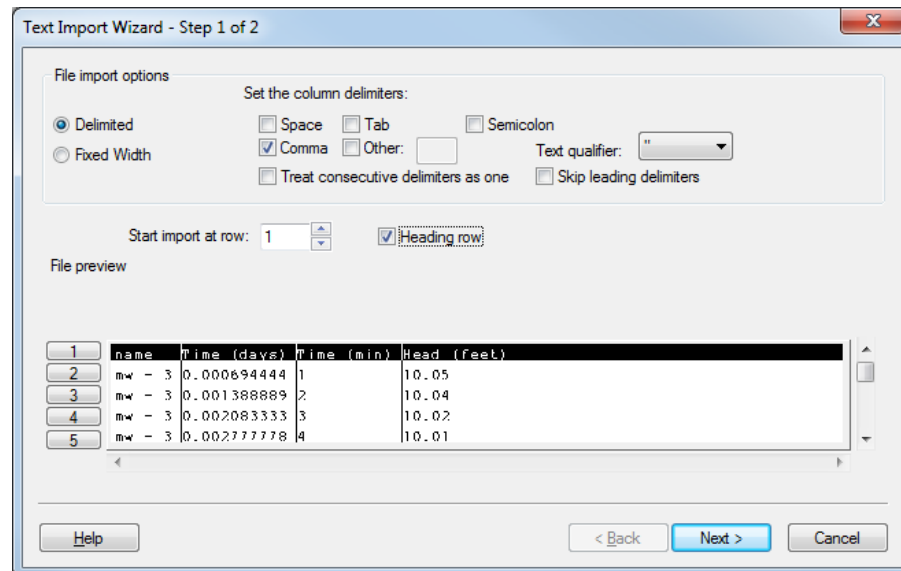 Text Import Wizard - Step 1 of 2
x
File import options
Set the column delimiters:
Delimited
Space Tab Semicolon
Fixed Width
Comma Other: Text qualifier: "
Treat consecutive delimiters as one Skip leading delimiters
Start import at row: 1 Heading row
File preview
1 name Time (days) Time (min) Head (feet)
2 mw - 3 0.000694444 1 10.05
3 mw - 3 0.001388889 2 10.04
4 mw - 3 0.002083333 3 10.02
5 mw - 3 0.002777778 4 10.01
Help < Back Next > Cancel